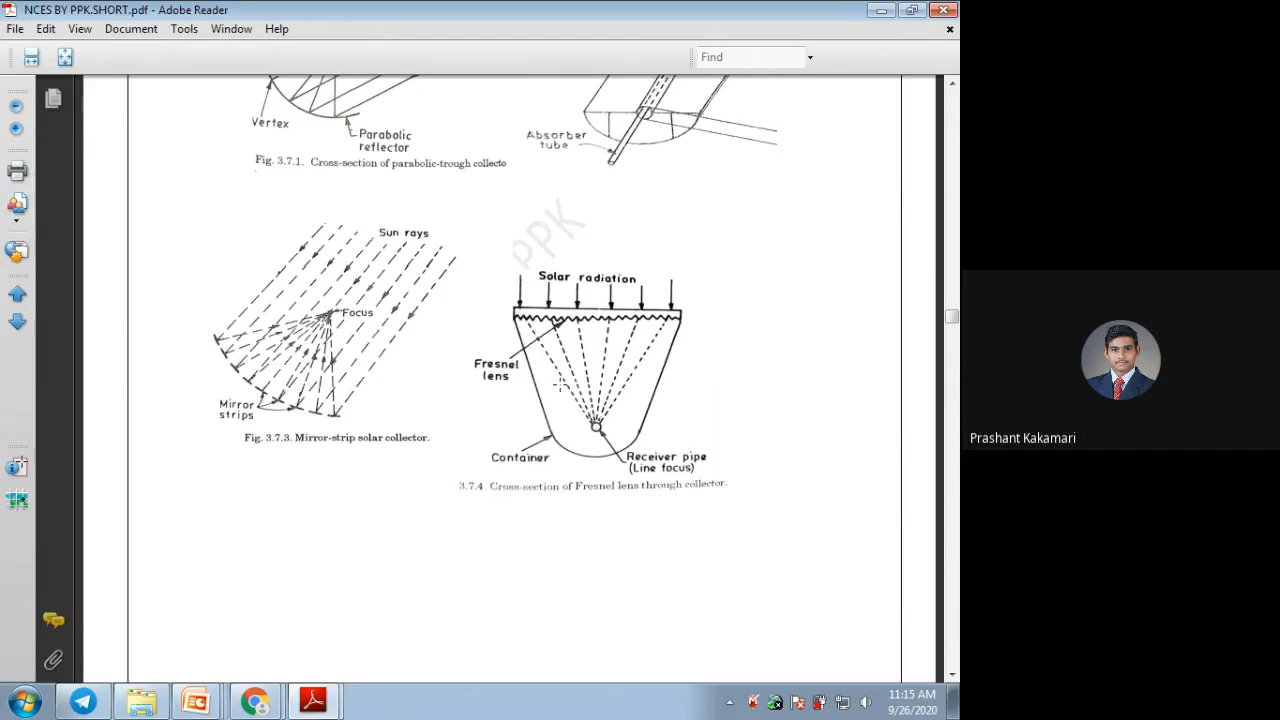 NCES BY PPK.SHORT.pdf - Adobe Reader
File Edit View Document Tools Window Help
Find
Vertex
Parabolic
reflector
Fig. 3.7.1. Cross-section of parabolic-trough collecto
Absorber
tube
PPK
Sun rays
Focus
Mirror
strips
Fig. 3.7.3. Mirror-strip solar collector.
Solar radiation
Fresnel
lens
Container
Receiver pipe
(Line focus)
3.7.4. Cross-section of Fresnel lens through collector.
Prashant Kakamari
11:15 AM
9/26/2020